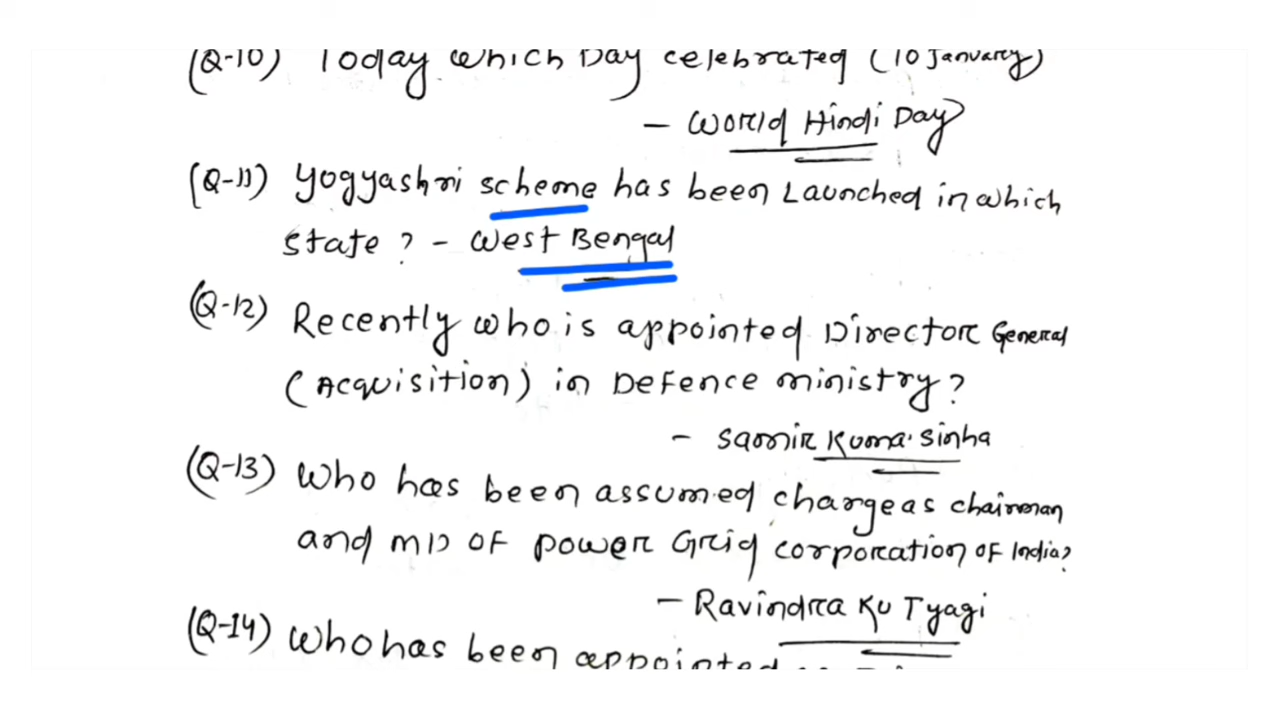 (Q-10) Today which Day celebrated (10 January)
- World Hindi Day
(Q-11) Yogyashri scheme has been Launched in which
state ? - West Bengal
(Q-12) Recently who is appointed Director General
(Acquisition) in Defence ministry ?
- Samir Kumar Sinha
(Q-13) Who has been assumed charge as chairman
and MD OF power Grid corporation OF India?
- Ravindra Ku Tyagi
(Q-14) Who has been appointed